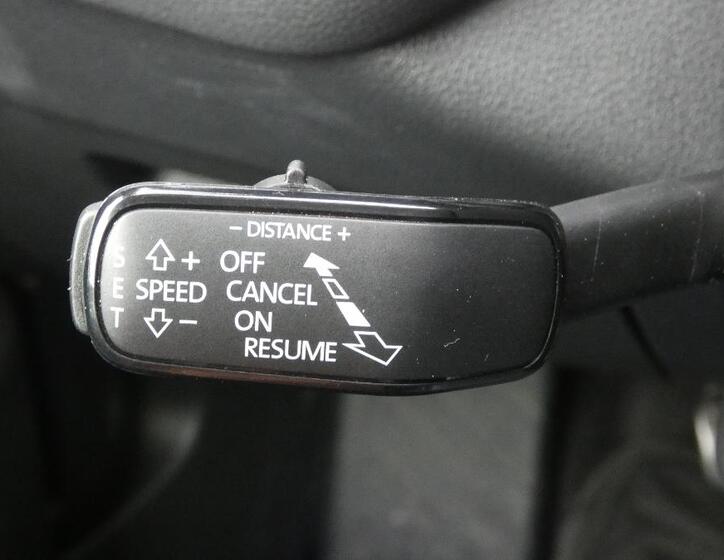 - DISTANCE +
S + OFF
E SPEED CANCEL
T - ON
RESUME